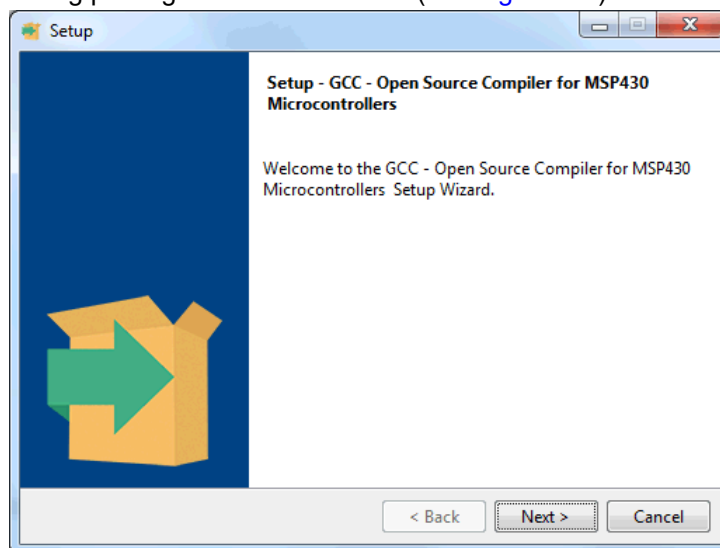 Setup
Setup - GCC - Open Source Compiler for MSP430
Microcontrollers
Welcome to the GCC - Open Source Compiler for MSP430
Microcontrollers Setup Wizard.
< Back
Next >
Cancel